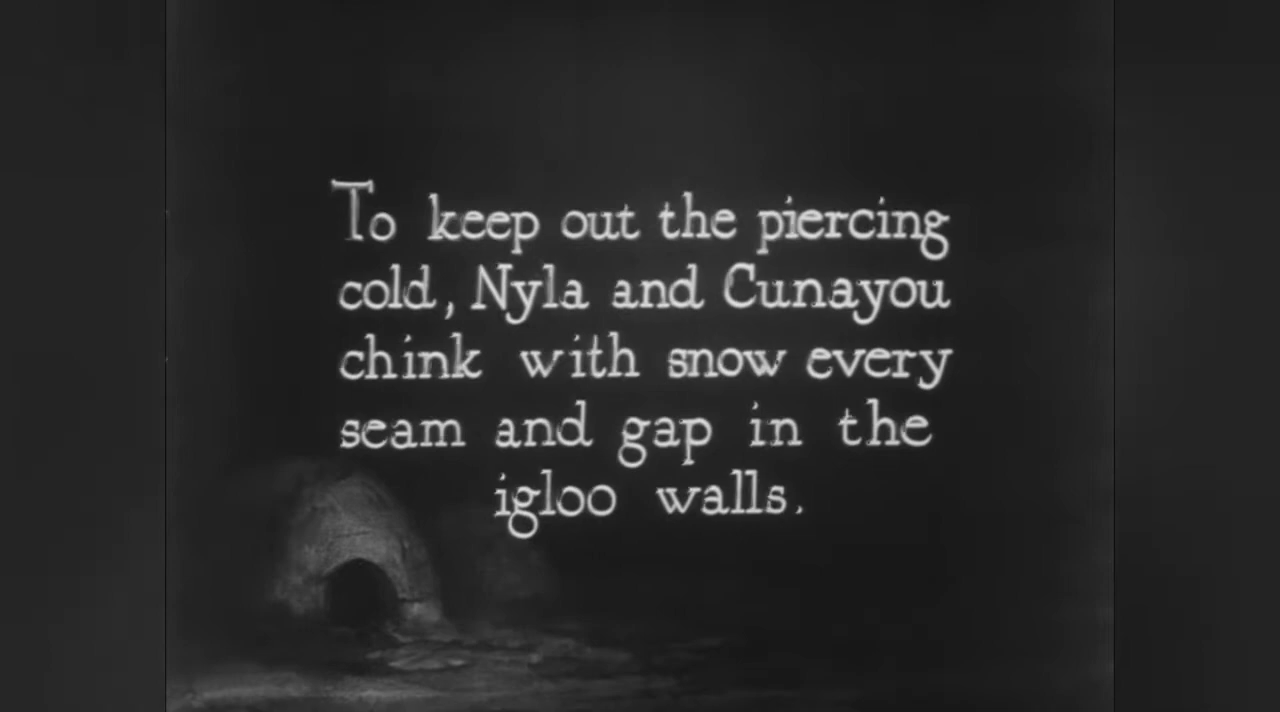 To keep out the piercing
cold, Nyla and Cunayou
chink with snow every
seam and gap in the
igloo walls.